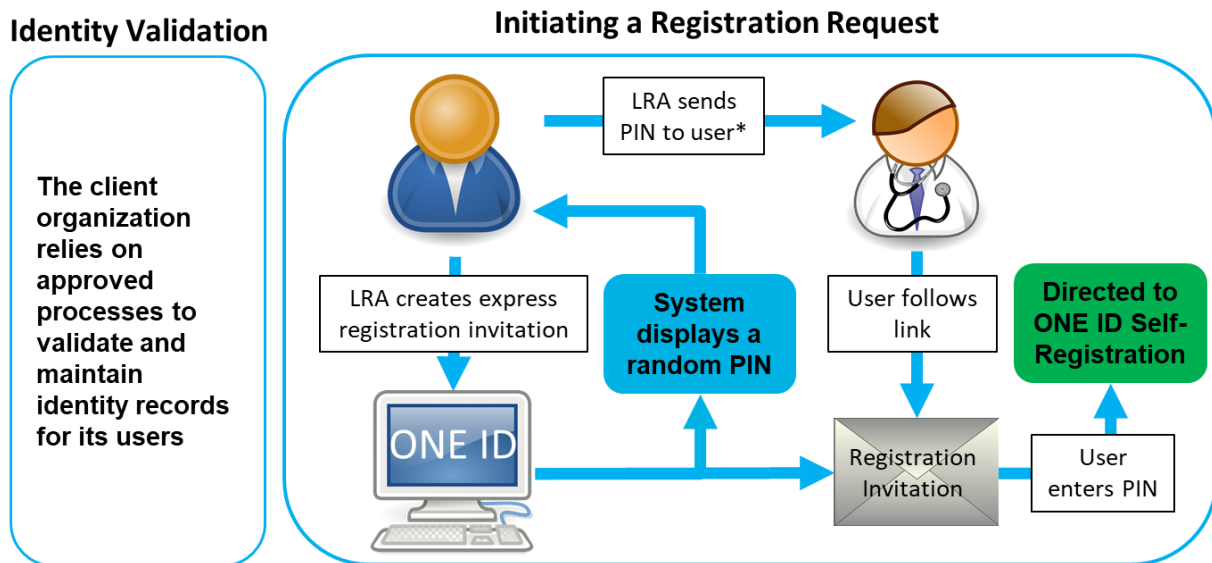 Identity Validation
Initiating a Registration Request
The client
organization
relies on
approved
processes to
validate and
maintain
identity records
for its users
LRA sends
PIN to user*
LRA creates express
registration invitation
System
displays a
random PIN
User follows
link
Directed to
ONE ID Self-
Registration
ONE ID
Registration
Invitation
User
enters PIN